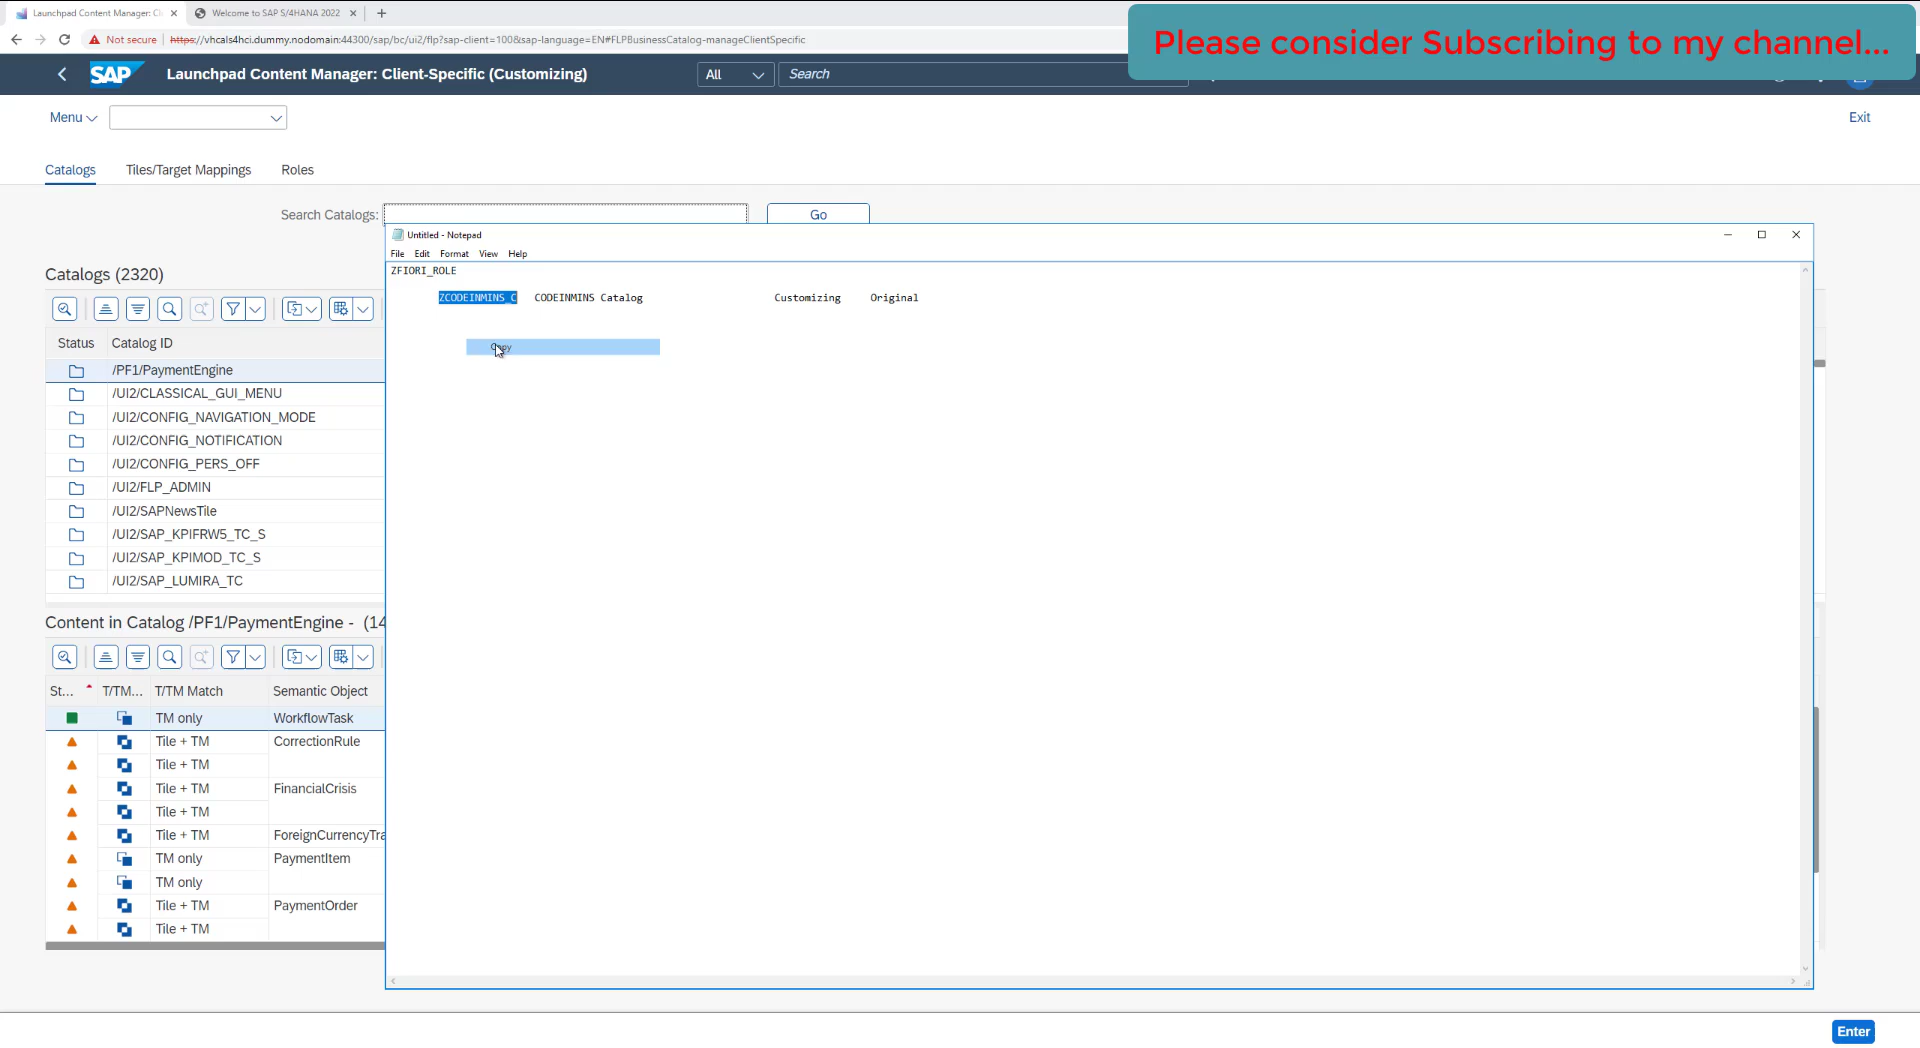 Launchpad Content Manager: Cl
Welcome to SAP S/4HANA 2022
Not secure
https://vhcals4hci.dummy.nodomain:44300/sap/bc/ui2/flp?sap-client=100&sap-language=EN#FLPBusinessCatalog-manageClientSpecific
Please consider Subscribing to my channel...
SAP
Launchpad Content Manager: Client-Specific (Customizing)
All
Search
Menu
Exit
Catalogs
Tiles/Target Mappings
Roles
Search Catalogs:
Go
Untitled - Notepad
File Edit Format View Help
ZFIORI_ROLE
ZCODEINMINS_C CODEINMINS Catalog Customizing Original
Copy
Catalogs (2320)
Status Catalog ID
/PF1/PaymentEngine
/UI2/CLASSICAL_GUI_MENU
/UI2/CONFIG_NAVIGATION_MODE
/UI2/CONFIG_NOTIFICATION
/UI2/CONFIG_PERS_OFF
/UI2/FLP_ADMIN
/UI2/SAPNewsTile
/UI2/SAP_KPIFRW5_TC_S
/UI2/SAP_KPIMOD_TC_S
/UI2/SAP_LUMIRA_TC
Content in Catalog /PF1/PaymentEngine - (14
St... T/TM... T/TM Match Semantic Object
TM only WorkflowTask
Tile + TM CorrectionRule
Tile + TM
Tile + TM FinancialCrisis
Tile + TM
Tile + TM ForeignCurrencyTra
TM only PaymentItem
TM only
Tile + TM PaymentOrder
Tile + TM
Enter